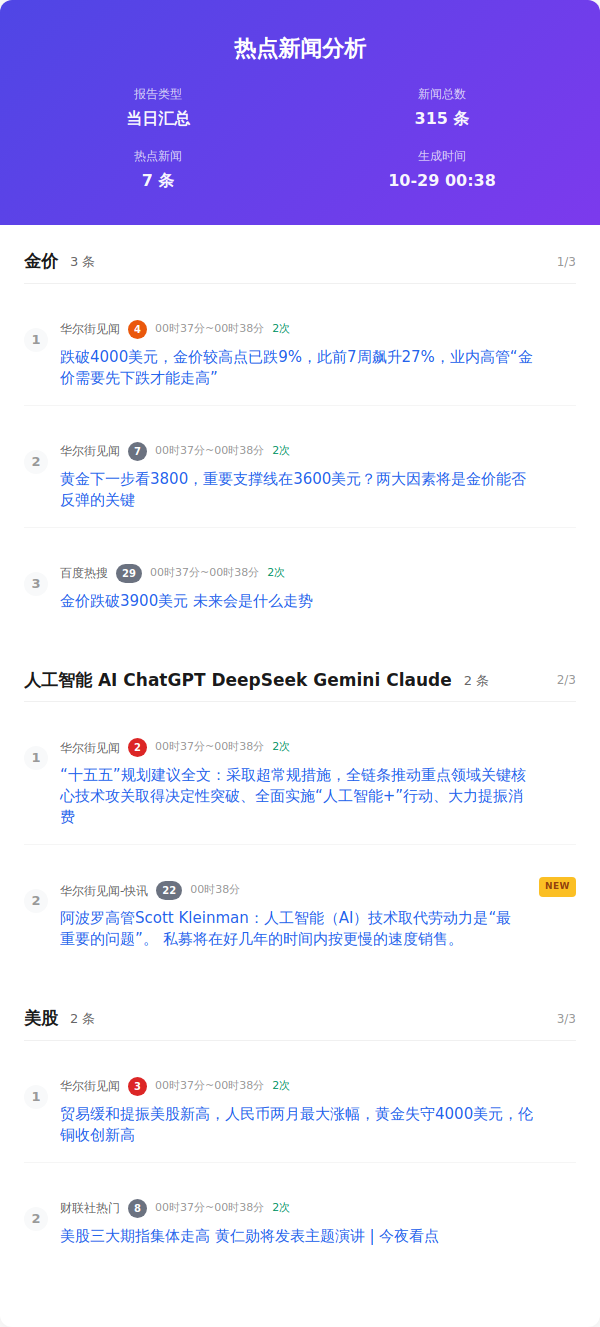 热点新闻分析
报告类型
新闻总数
当日汇总
315 条
热点新闻
生成时间
7 条
10-29 00:38
金价 3 条 1/3
1 华尔街见闻 4 00时37分~00时38分 2次
跌破4000美元，金价较高点已跌9%，此前7周飙升27%，业内高管“金
价需要先下跌才能走高”
2 华尔街见闻 7 00时37分~00时38分 2次
黄金下一步看3800，重要支撑线在3600美元？两大因素将是金价能否
反弹的关键
3 百度热搜 29 00时37分~00时38分 2次
金价跌破3900美元 未来会是什么走势
人工智能 AI ChatGPT DeepSeek Gemini Claude 2 条 2/3
1 华尔街见闻 2 00时37分~00时38分 2次
“十五五”规划建议全文：采取超常规措施，全链条推动重点领域关键核
心技术攻关取得决定性突破、全面实施“人工智能+”行动、大力提振消
费
2 华尔街见闻-快讯 22 00时38分 NEW
阿波罗高管Scott Kleinman：人工智能（AI）技术取代劳动力是“最
重要的问题”。 私募将在好几年的时间内按更慢的速度销售。
美股 2 条 3/3
1 华尔街见闻 3 00时37分~00时38分 2次
贸易缓和提振美股新高，人民币两月最大涨幅，黄金失守4000美元，伦
铜收创新高
2 财联社热门 8 00时37分~00时38分 2次
美股三大期指集体走高 黄仁勋将发表主题演讲 | 今夜看点